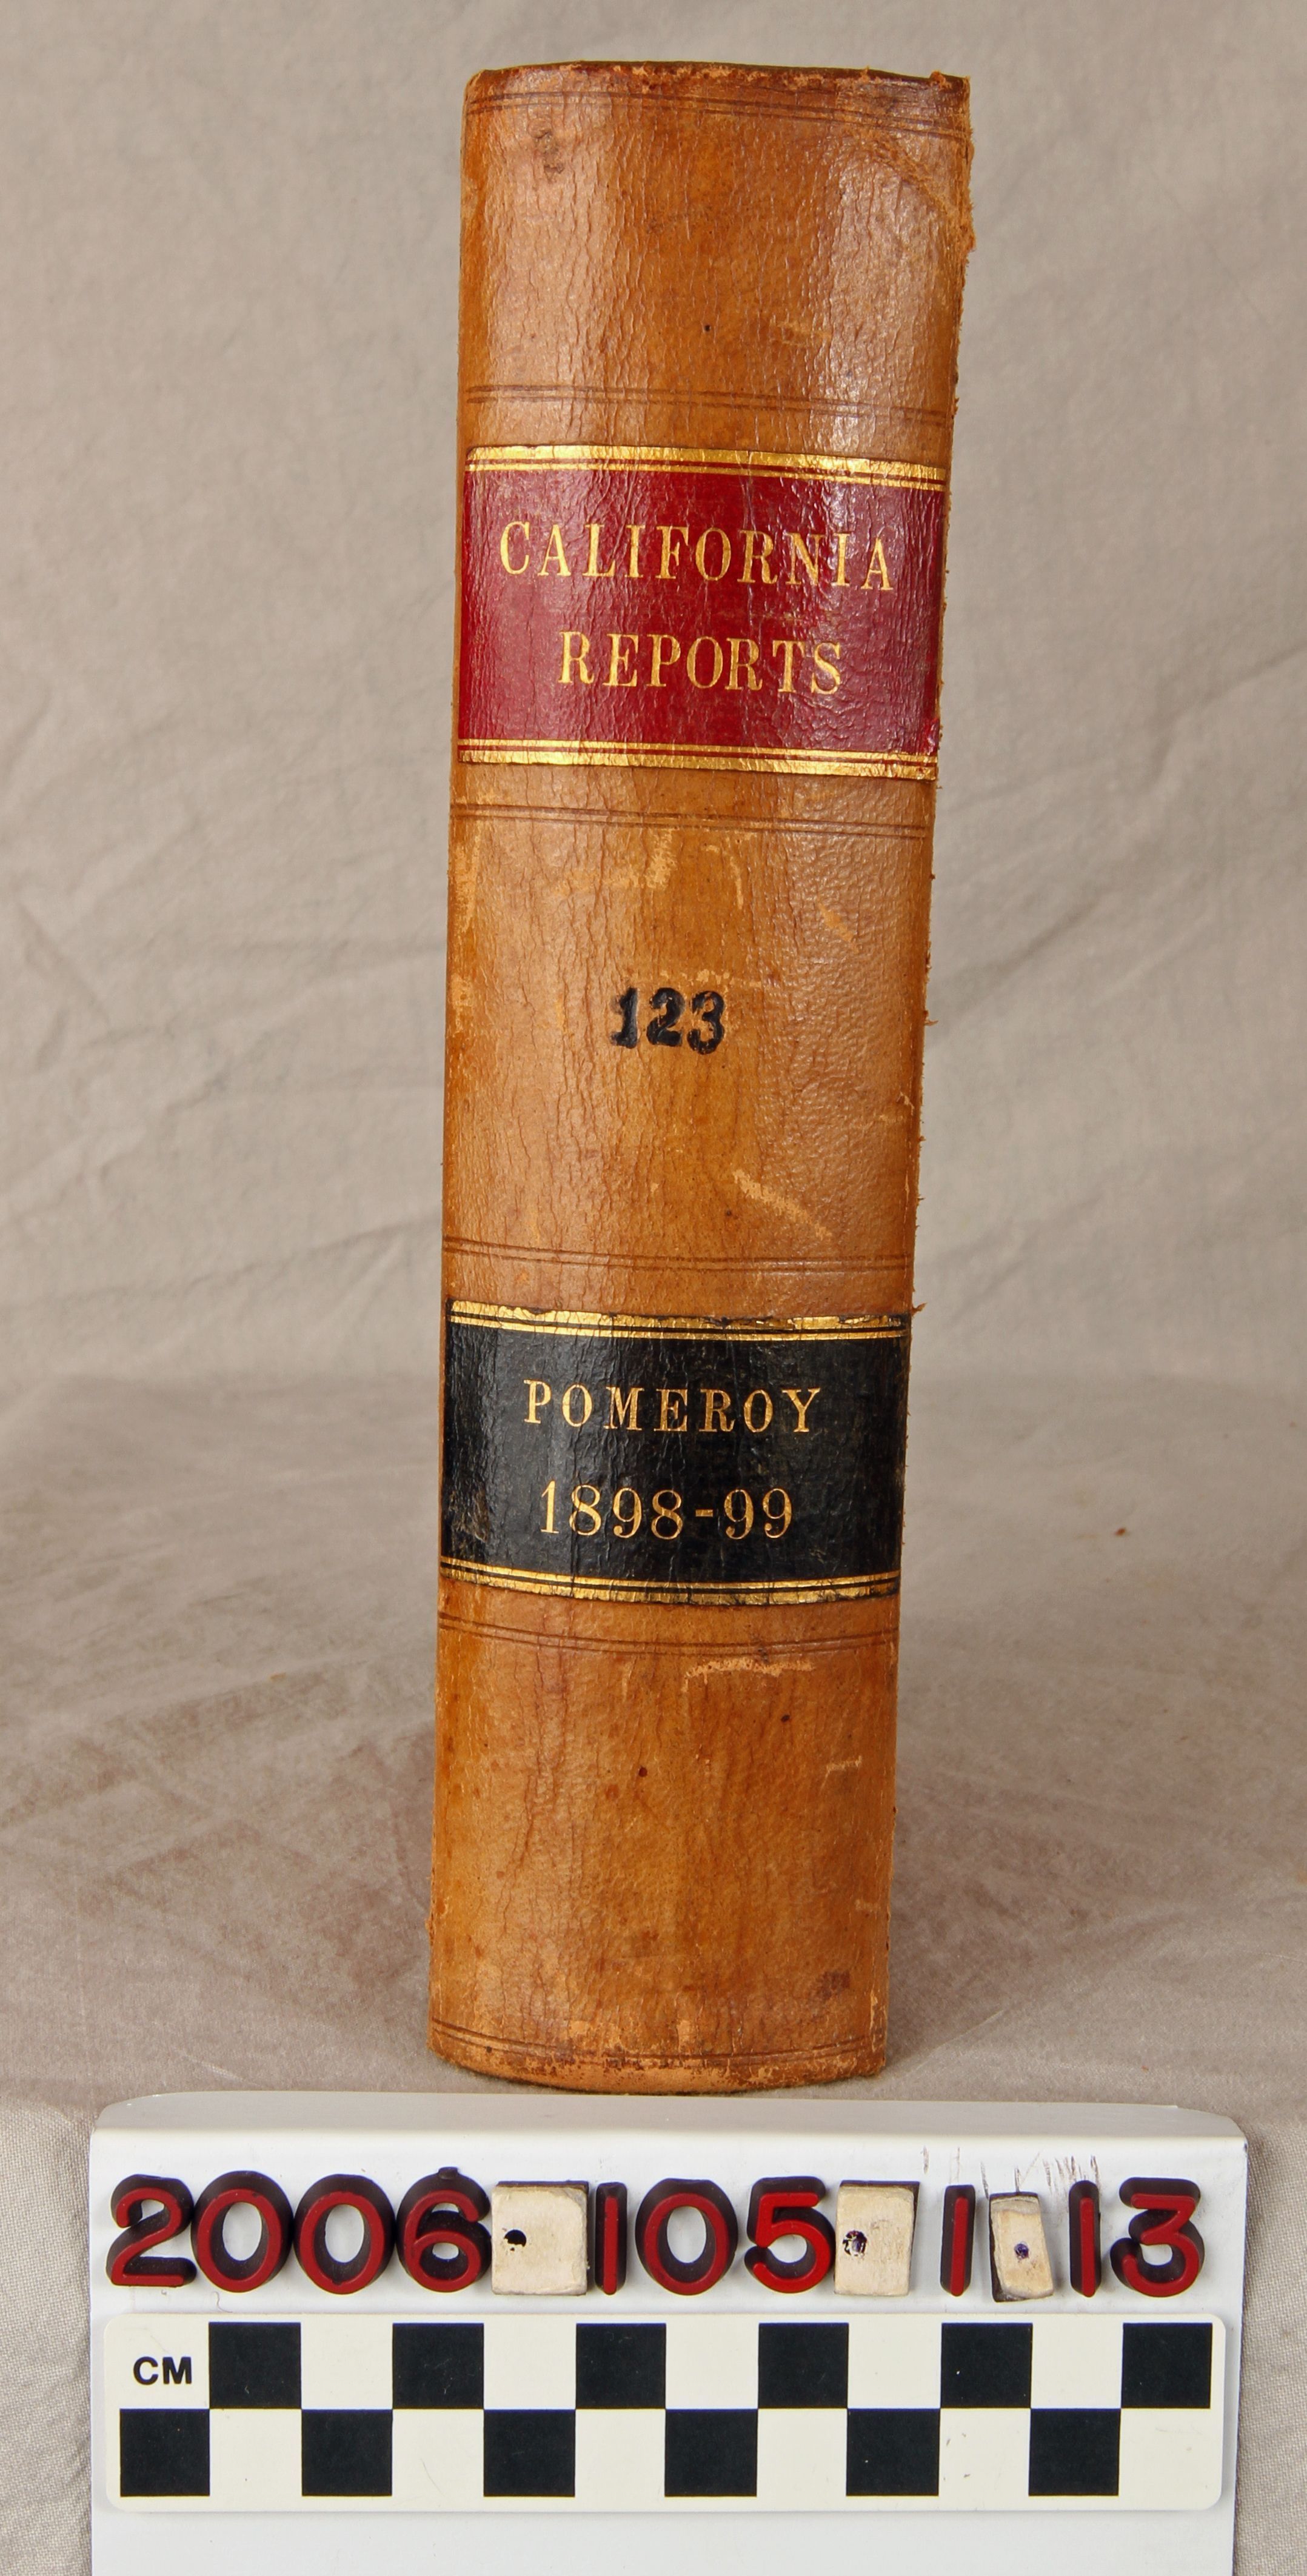 CALIFORNIA
REPORTS
123
POMEROY
1898-99
2006.105.1.13
CM